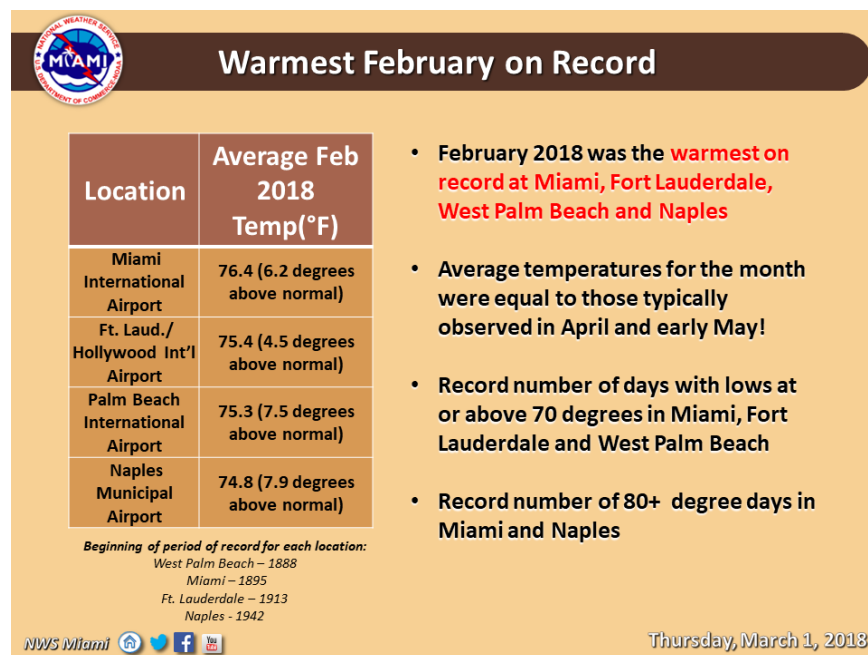 NATIONAL WEATHER SERVICE
MIAMI
U.S. DEPARTMENT OF COMMERCE-NOAA
Warmest February on Record
Location
Average Feb
2018
Temp(°F)
Miami
International
Airport
76.4 (6.2 degrees
above normal)
Ft. Laud./
Hollywood Int'l
Airport
75.4 (4.5 degrees
above normal)
Palm Beach
International
Airport
75.3 (7.5 degrees
above normal)
Naples
Municipal
Airport
74.8 (7.9 degrees
above normal)
Beginning of period of record for each location:
West Palm Beach – 1888
Miami – 1895
Ft. Lauderdale – 1913
Naples - 1942
• February 2018 was the warmest on
record at Miami, Fort Lauderdale,
West Palm Beach and Naples
• Average temperatures for the month
were equal to those typically
observed in April and early May!
• Record number of days with lows at
or above 70 degrees in Miami, Fort
Lauderdale and West Palm Beach
• Record number of 80+ degree days in
Miami and Naples
NWS Miami
You
Tube
Thursday, March 1, 2018